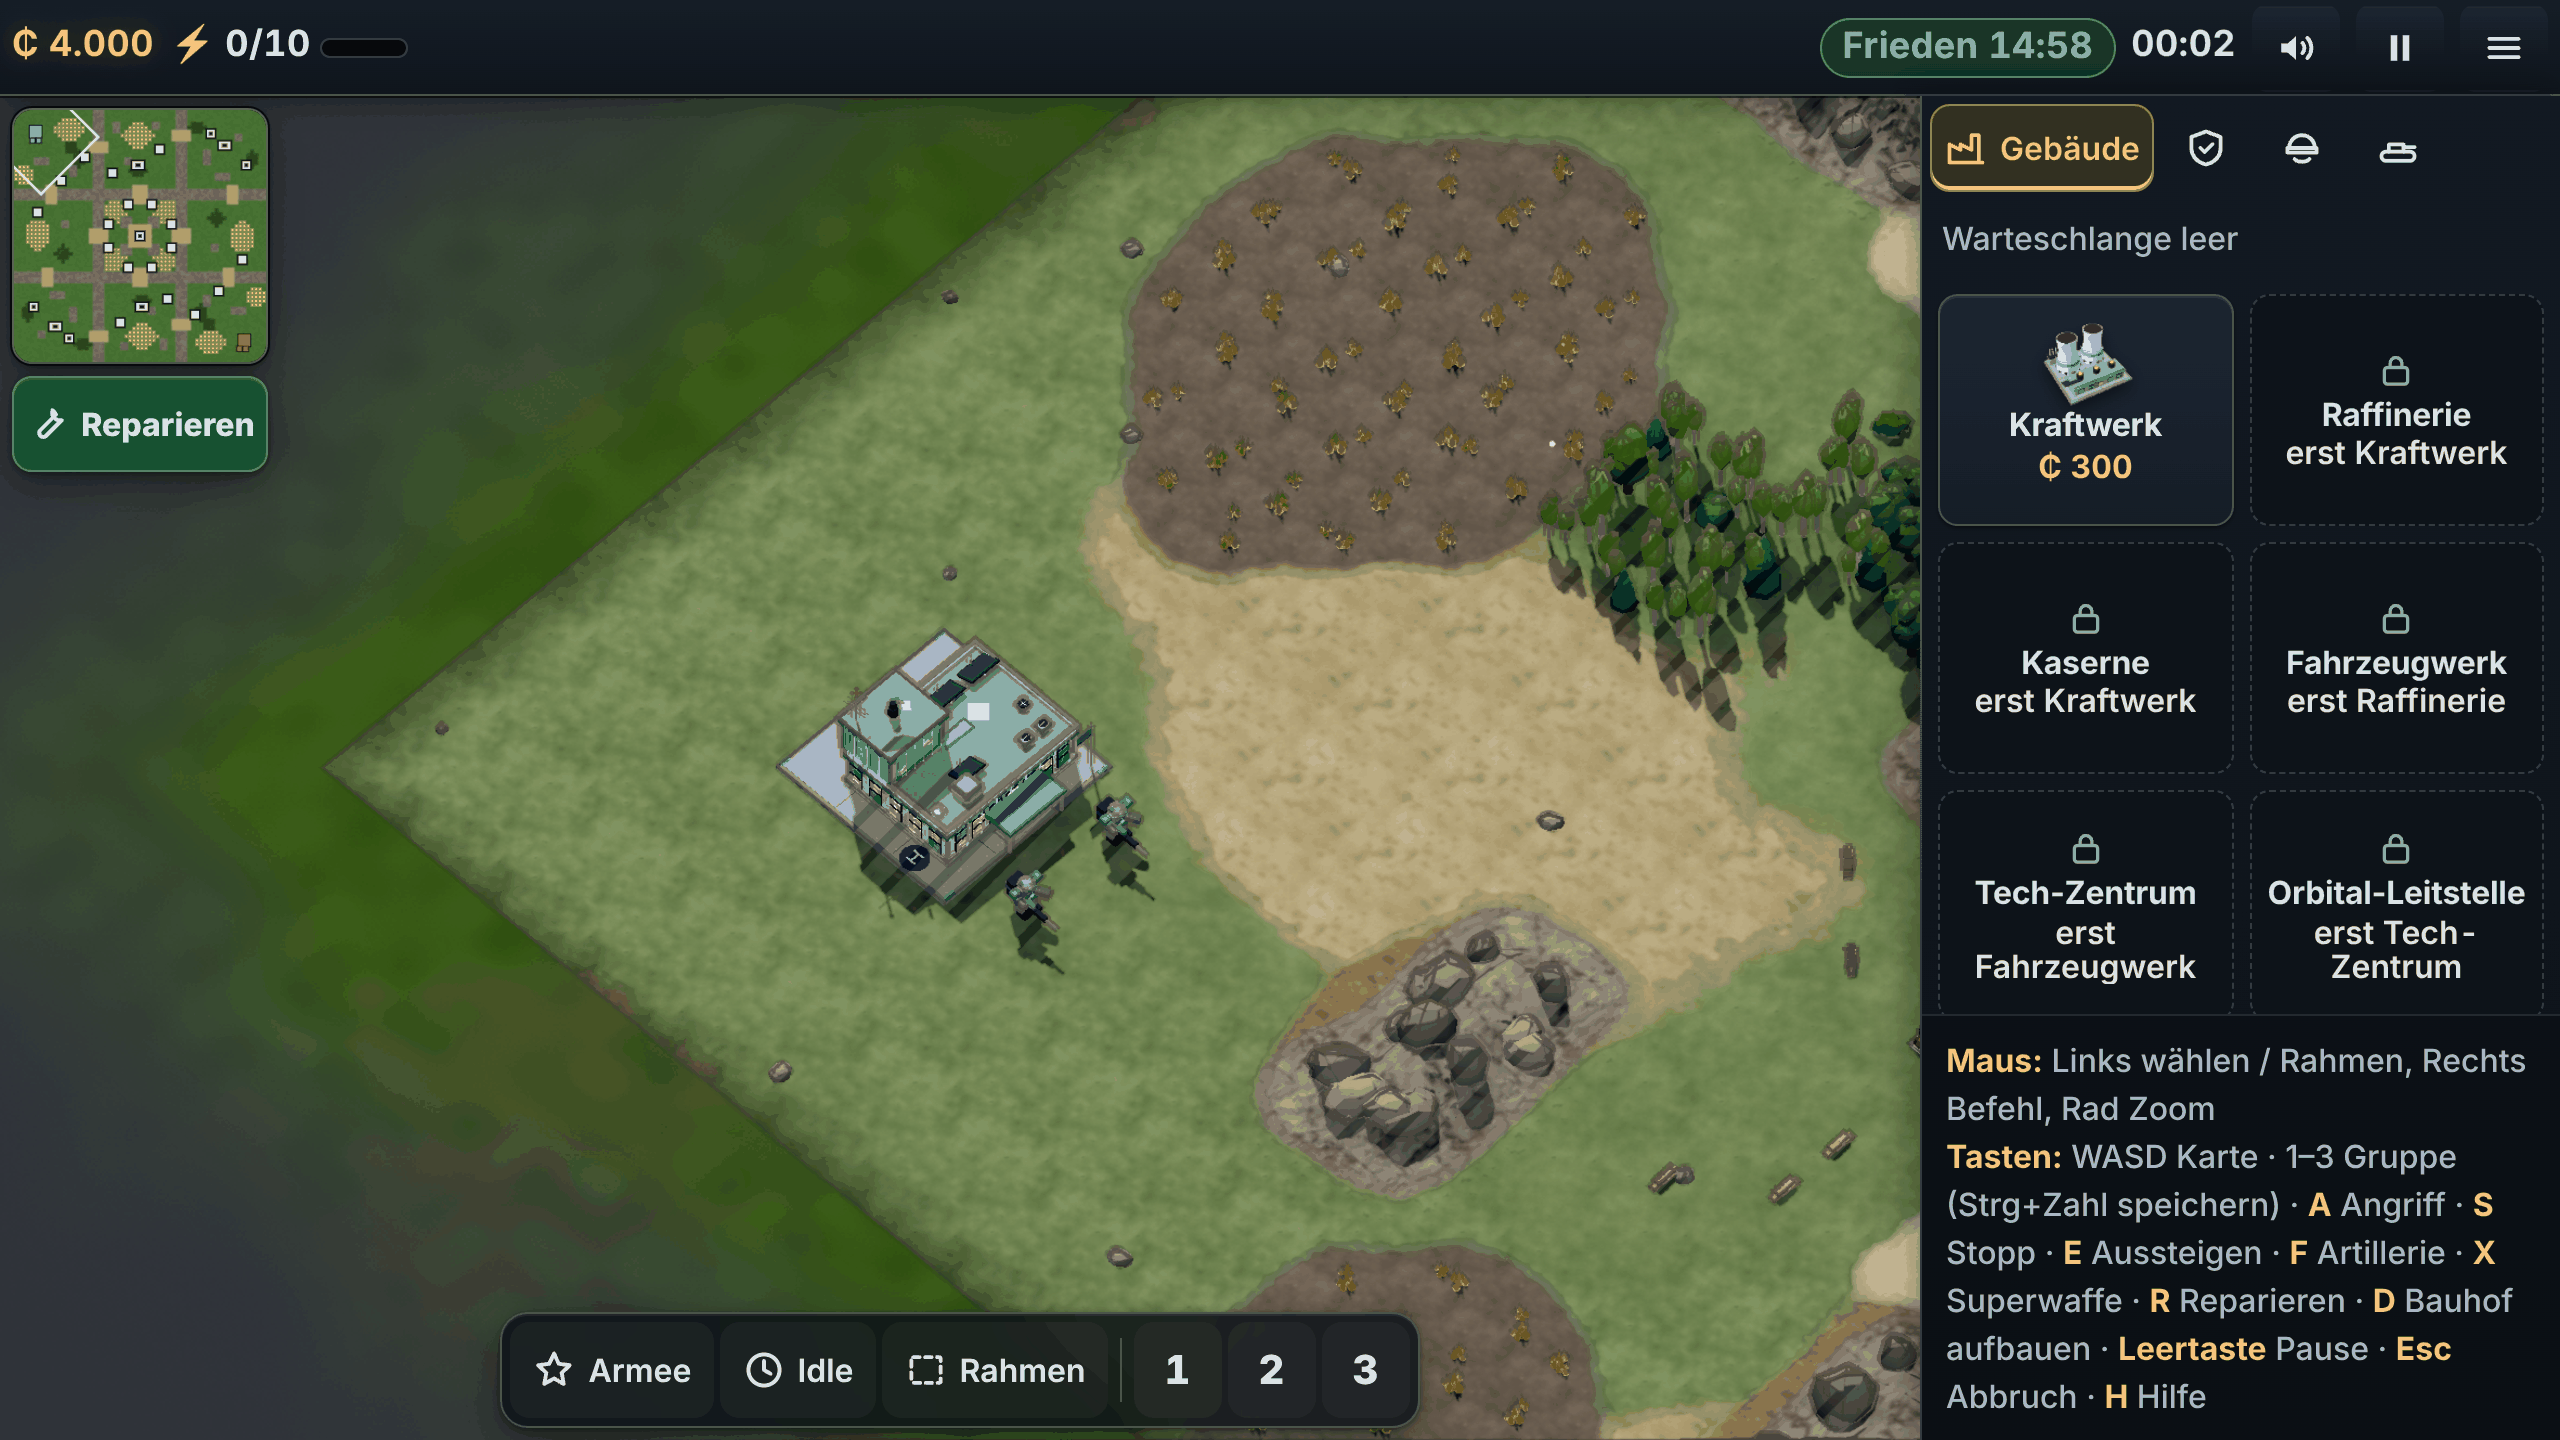 ₵ 4.000 ⚡ 0/10
Frieden 14:58 00:02
Reparieren
Gebäude
Warteschlange leer
Kraftwerk
₵ 300
Raffinerie
erst Kraftwerk
Kaserne
erst Kraftwerk
Fahrzeugwerk
erst Raffinerie
Tech-Zentrum
erst
Fahrzeugwerk
Orbital-Leitstelle
erst Tech-
Zentrum
Maus: Links wählen / Rahmen, Rechts
Befehl, Rad Zoom
Tasten: WASD Karte · 1–3 Gruppe
(Strg+Zahl speichern) · A Angriff · S
Stopp · E Aussteigen · F Artillerie · X
Superwaffe · R Reparieren · D Bauhof
aufbauen · Leertaste Pause · Esc
Abbruch · H Hilfe
Armee Idle Rahmen 1 2 3